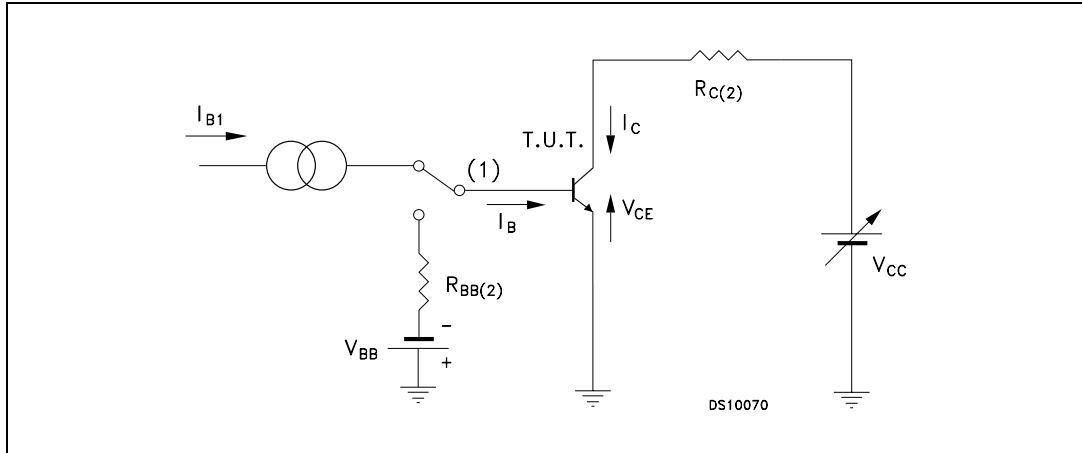 R_C(2)
I_B1
I_C
T.U.T.
(1)
I_B
V_CE
V_CC
R_BB(2)
-
V_BB
+
DS10070